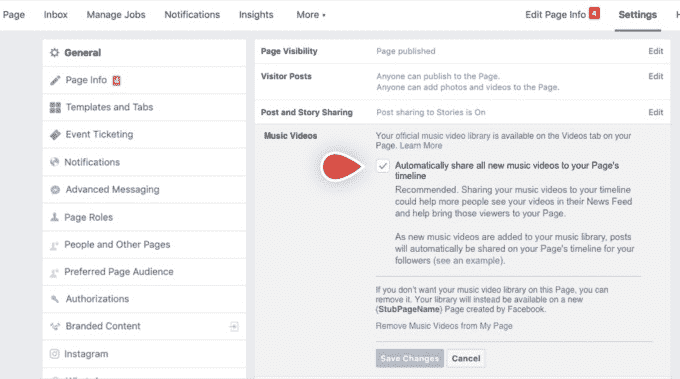 Page Inbox Manage Jobs Notifications Insights More Edit Page Info 4 Settings
General
Page Info
Templates and Tabs
Event Ticketing
Notifications
Advanced Messaging
Page Roles
People and Other Pages
Preferred Page Audience
Authorizations
Branded Content
Instagram
Page Visibility Page published Edit
Visitor Posts Anyone can publish to the Page. Edit
Anyone can add photos and videos to the Page.
Post and Story Sharing Post sharing to Stories is On Edit
Music Videos Your official music video library is available on the Videos tab on your
Page. Learn More
Automatically share all new music videos to your Page's
timeline
Recommended. Sharing your music videos to your timeline
could help more people see your videos in their News Feed
and help bring those viewers to your Page.
As new music videos are added to your music library, posts
will automatically be shared on your Page's timeline for your
followers (see an example).
If you don't want your music video library on this Page, you can
remove it. Your library will instead be available on a new
(StubPageName) Page created by Facebook.
Remove Music Videos from My Page
Save Changes Cancel